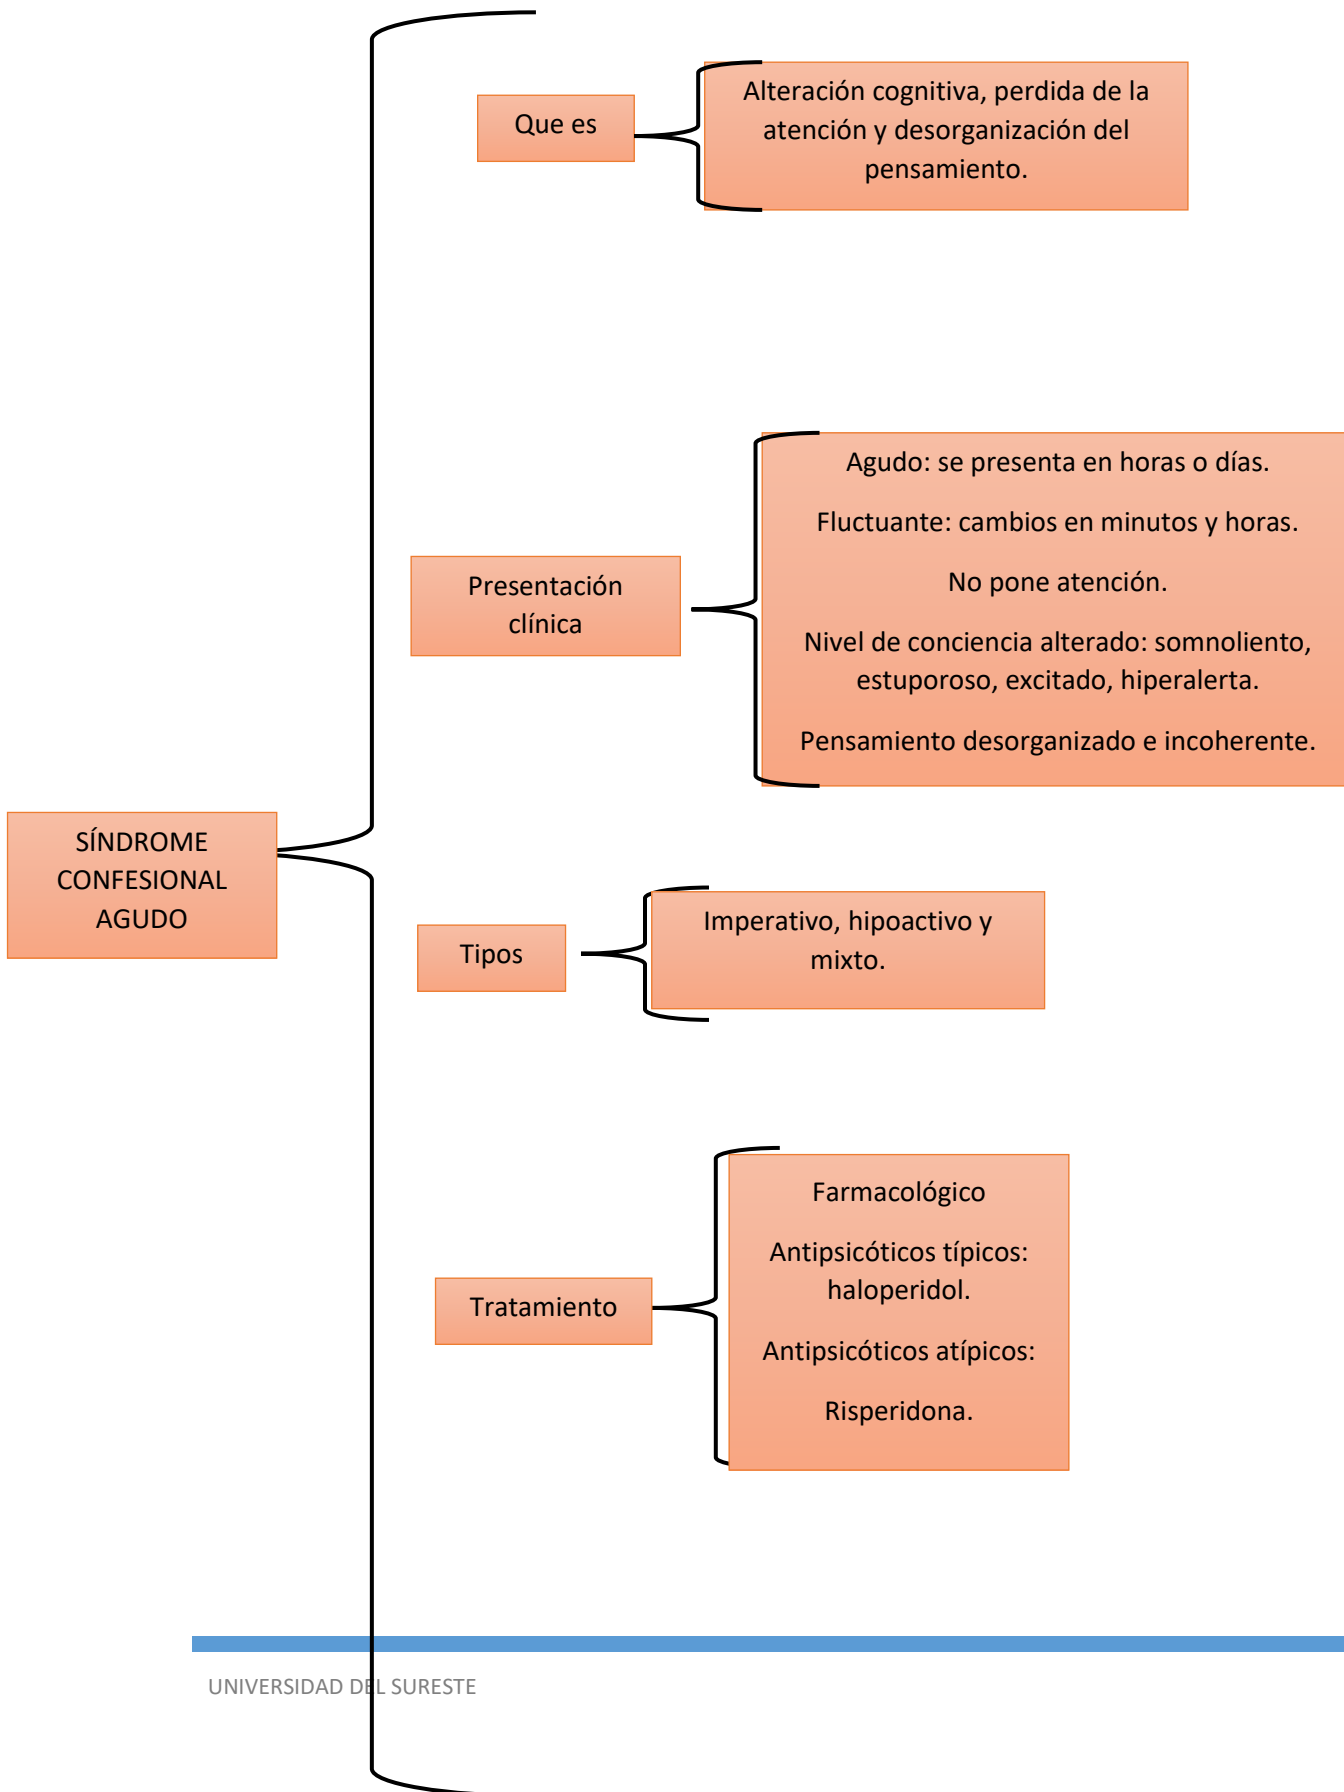 Que es
Alteración cognitiva, perdida de la
atención y desorganización del
pensamiento.
Presentación
clínica
Agudo: se presenta en horas o días.
Fluctuante: cambios en minutos y horas.
No pone atención.
Nivel de conciencia alterado: somnoliento,
estuporoso, excitado, hiperalerta.
Pensamiento desorganizado e incoherente.
SÍNDROME
CONFESIONAL
AGUDO
Tipos
Imperativo, hipoactivo y
mixto.
Tratamiento
Farmacológico
Antipsicóticos típicos:
haloperidol.
Antipsicóticos atípicos:
Risperidona.
UNIVERSIDAD DEL SURESTE